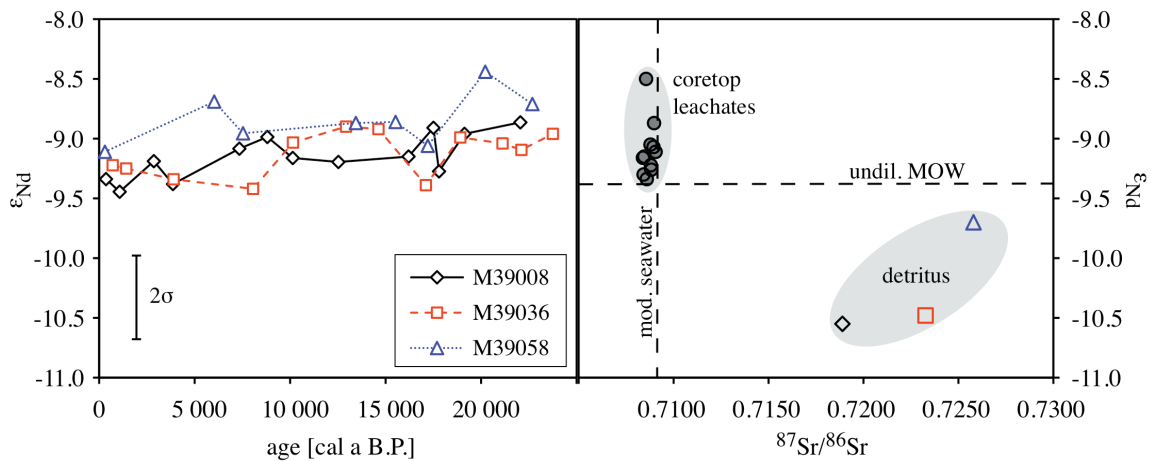 -8.0
-8.5
-9.0
-9.5
-10.0
-10.5
-11.0
εNd
2σ
M39008
M39036
M39058
0
5 000
10 000
15 000
20 000
age [cal a B.P.]
coretop
leachates
undil. MOW
mod. seawater
detritus
-8.0
-8.5
-9.0
-9.5
-10.0
-10.5
-11.0
εNd
0.7100
0.7150
0.7200
0.7250
0.7300
⁸⁷Sr/⁸⁶Sr